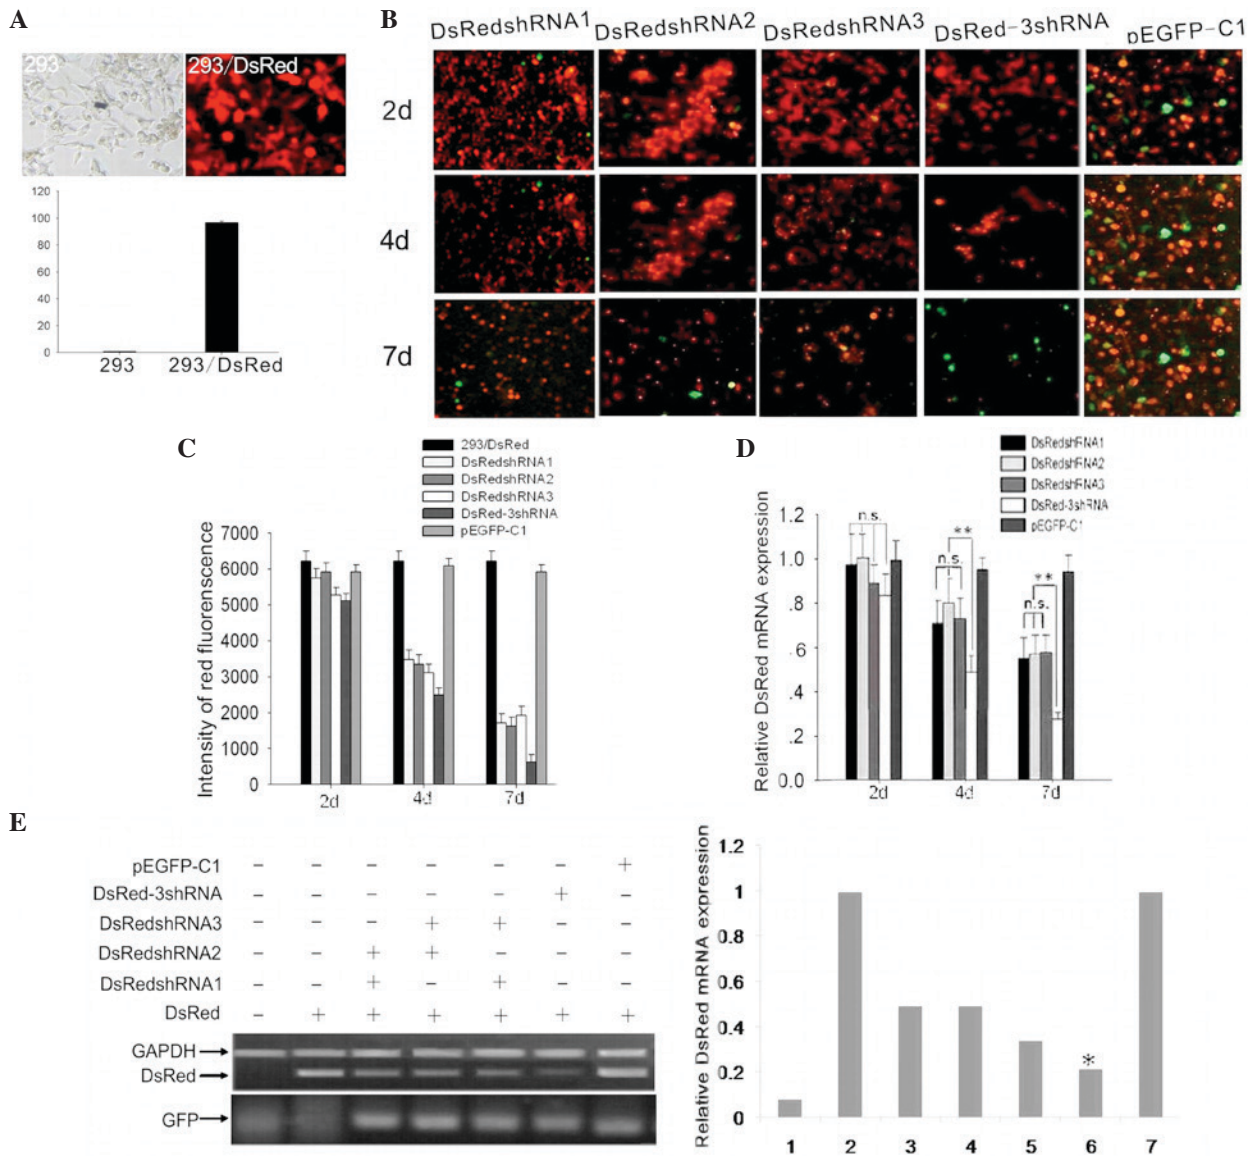 A
293
293/DsRed
120
100
80
60
40
20
0
293 293/DsRed
B
DsRedshRNA1 DsRedshRNA2 DsRedshRNA3 DsRed-3shRNA pEGFP-C1
2d
4d
7d
C
293/DsRed
DsRedshRNA1
DsRedshRNA2
DsRedshRNA3
DsRed-3shRNA
pEGFP-C1
Intensity of red fluorenscence
7000
6000
5000
4000
3000
2000
1000
0
2d 4d 7d
D
DsRedshRNA1
DsRedshRNA2
DsRedshRNA3
DsRed-3shRNA
pEGFP-C1
Relative DsRed mRNA expression
1.2
1.0
.8
.6
.4
.2
0.0
n.s.
n.s.
**
n.s.
**
2d 4d 7d
E
pEGFP-C1 - - - - - - +
DsRed-3shRNA - - - - - + -
DsRedshRNA3 - - - + + - -
DsRedshRNA2 - - + + - - -
DsRedshRNA1 - - + - + - -
DsRed - + + + + + +
GAPDH
DsRed
GFP
Relative DsRed mRNA expression
1.2
1
0.8
0.6
0.4
0.2
0
*
1 2 3 4 5 6 7